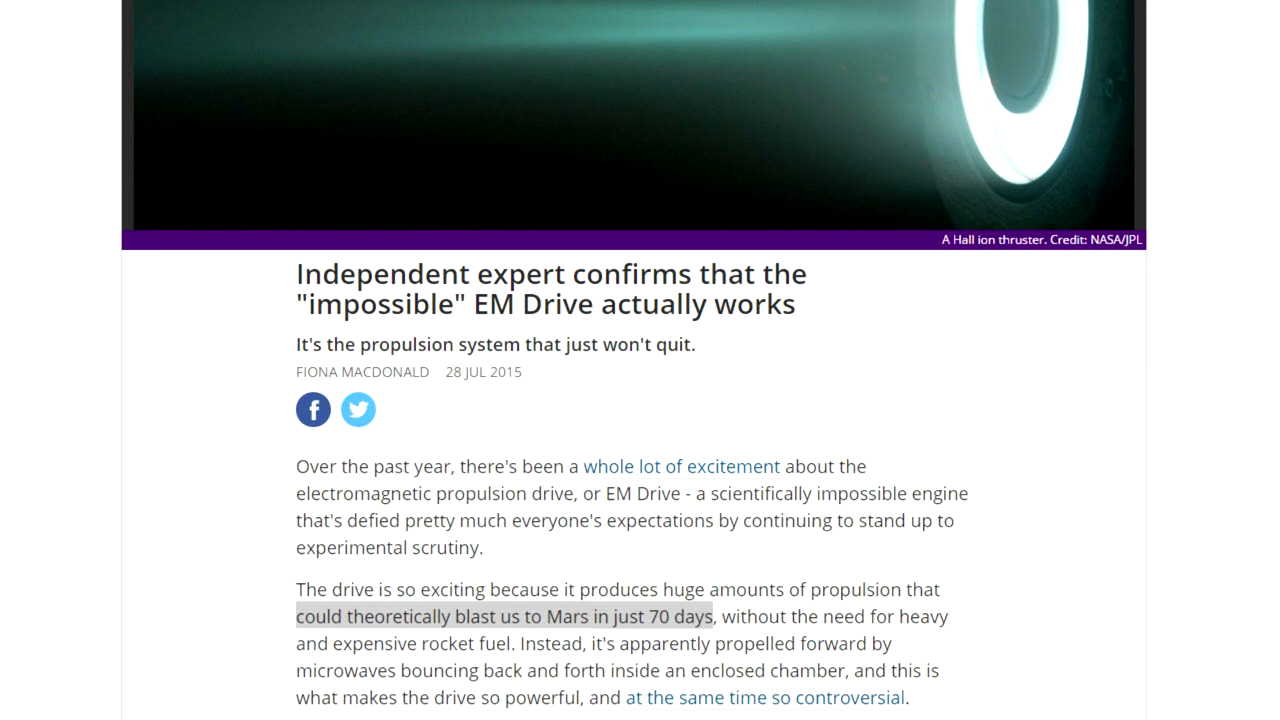 A Hall ion thruster. Credit: NASA/JPL
Independent expert confirms that the
"impossible" EM Drive actually works
It's the propulsion system that just won't quit.
FIONA MACDONALD 28 JUL 2015
Over the past year, there's been a whole lot of excitement about the
electromagnetic propulsion drive, or EM Drive - a scientifically impossible engine
that's defied pretty much everyone's expectations by continuing to stand up to
experimental scrutiny.
The drive is so exciting because it produces huge amounts of propulsion that
could theoretically blast us to Mars in just 70 days, without the need for heavy
and expensive rocket fuel. Instead, it's apparently propelled forward by
microwaves bouncing back and forth inside an enclosed chamber, and this is
what makes the drive so powerful, and at the same time so controversial.